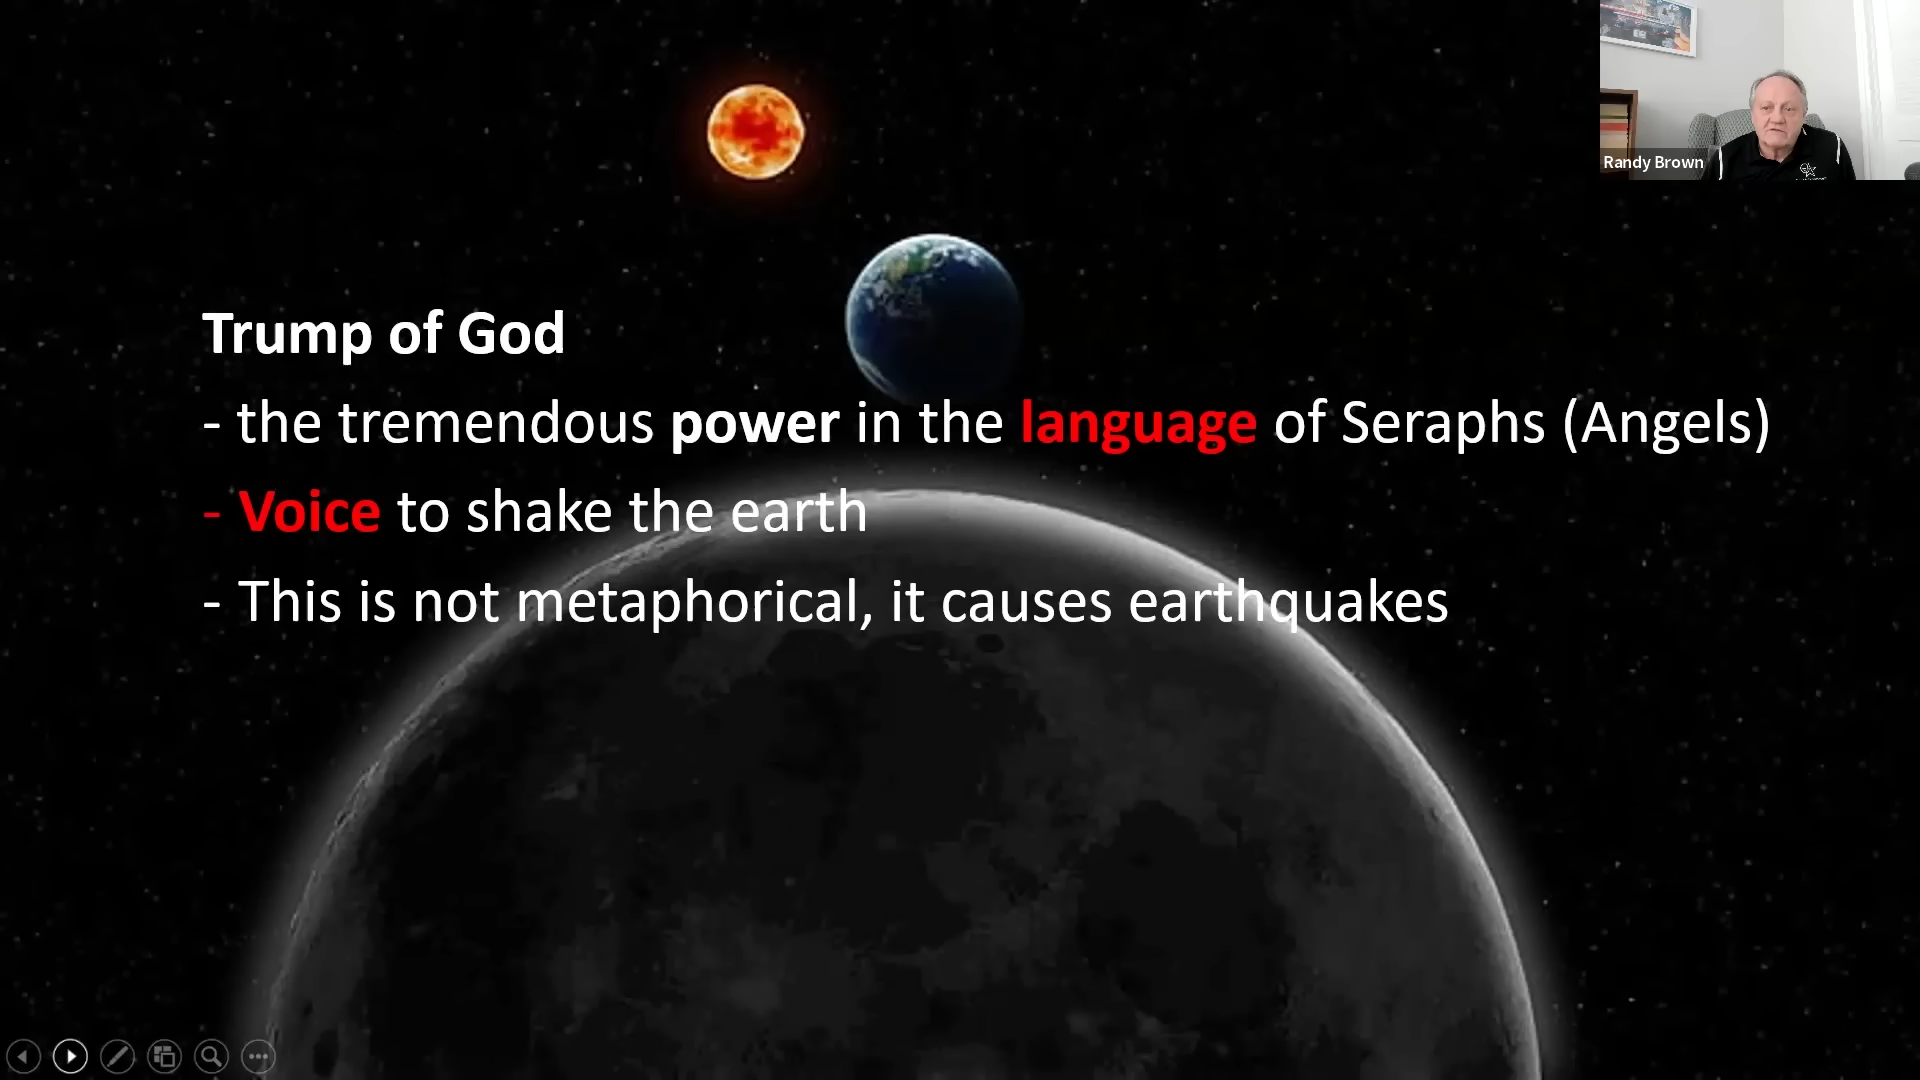 Randy Brown
Trump of God
- the tremendous power in the language of Seraphs (Angels)
- Voice to shake the earth
- This is not metaphorical, it causes earthquakes